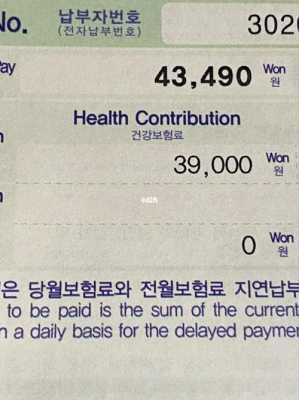 No.
납부자번호
(전자납부번호)
302
Pay
43,490 Won
원
Health Contribution
건강보험료
39,000 Won
원
0 Won
원
은 당월보험료와 전월보험료 지연납부
to be paid is the sum of the current
a daily basis for the delayed payme